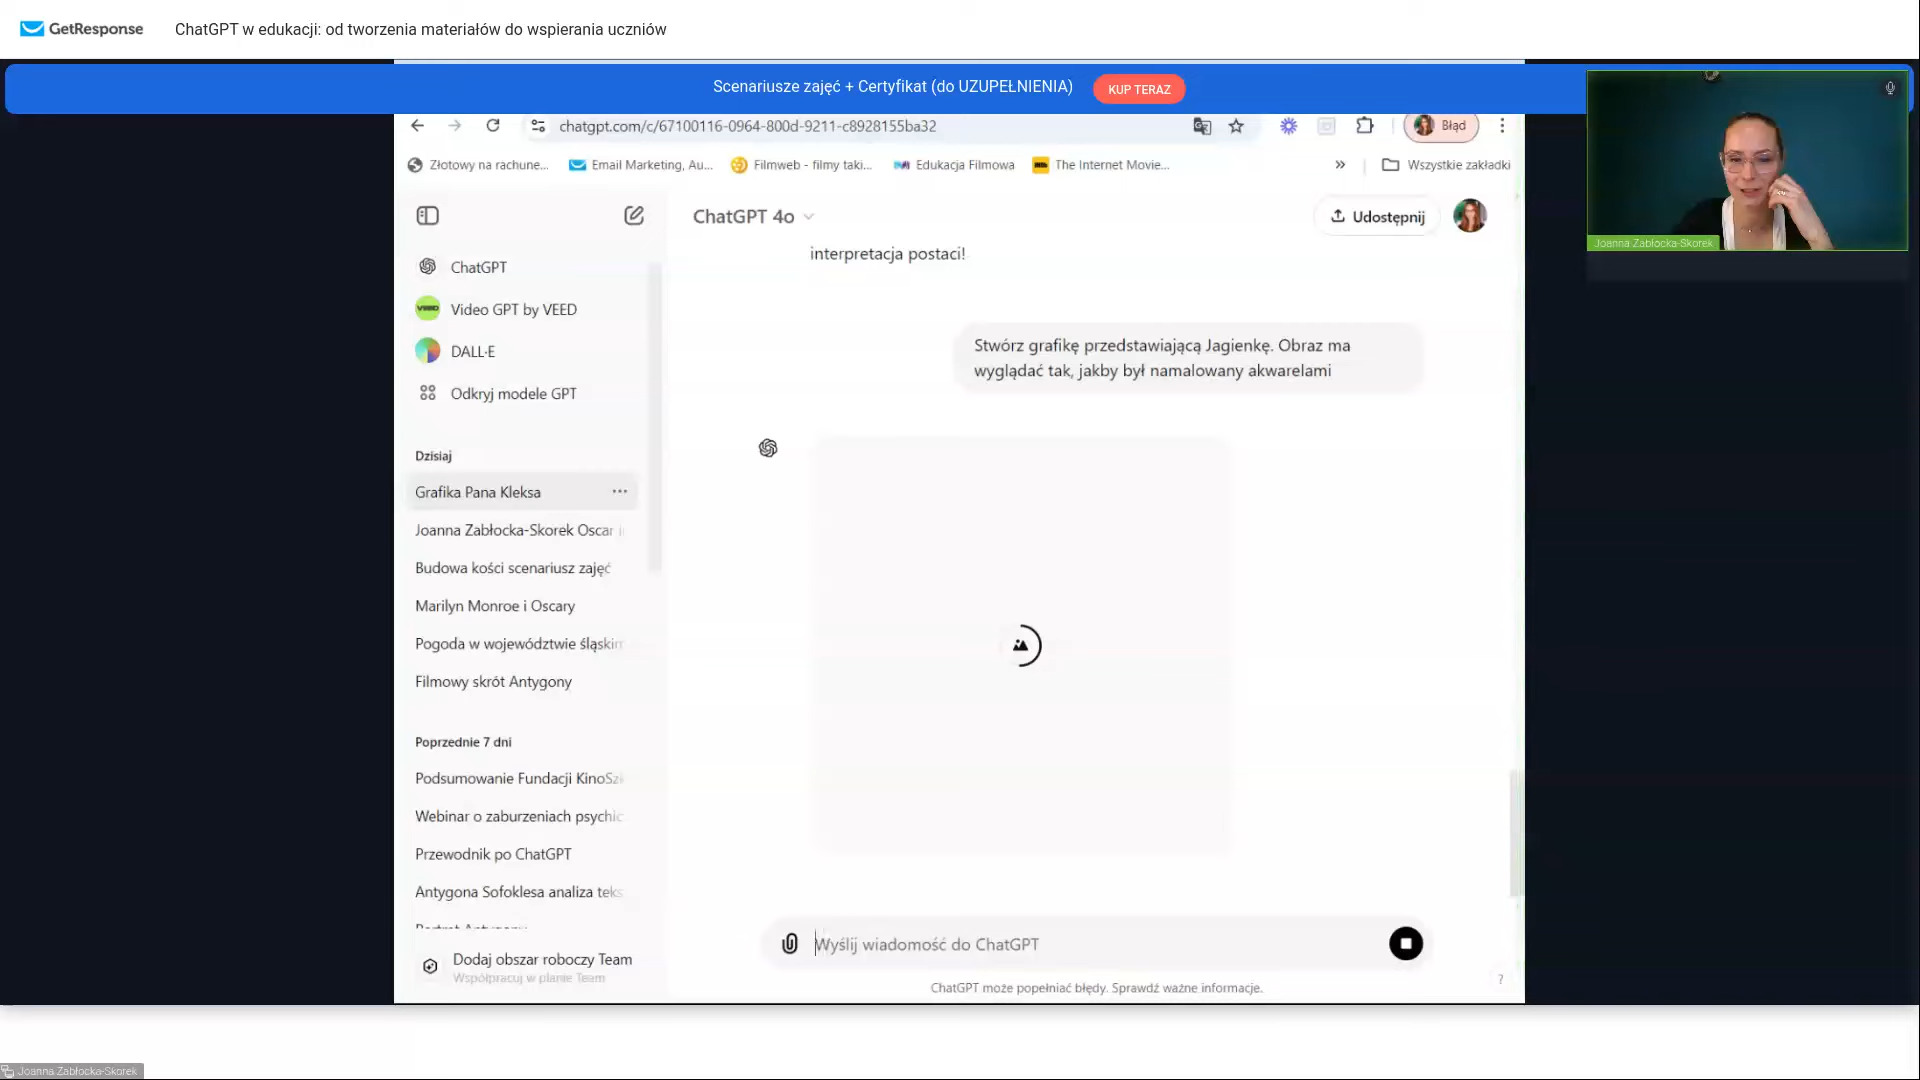 GetResponse
ChatGPT w edukacji: od tworzenia materiałów do wspierania uczniów
Scenariusze zajęć + Certyfikat (do UZUPEŁNIENIA)
KUP TERAZ
chatgpt.com/c/67100116-0964-800d-9211-c8928155ba32
Błąd
Złotowy na rachune...
Email Marketing, Au...
Filmweb - filmy taki...
Edukacja Filmowa
The Internet Movie...
Wszystkie zakładki
Joanna Zabłocka-Skorek
ChatGPT 4o
Udostępnij
ChatGPT
Video GPT by VEED
DALL·E
Odkryj modele GPT
Dzisiaj
Grafika Pana Kleksa
Joanna Zabłocka-Skorek Oscar i
Budowa kości scenariusz zajęć
Marilyn Monroe i Oscary
Pogoda w województwie śląskim
Filmowy skrót Antygony
Poprzednie 7 dni
Podsumowanie Fundacji KinoSz
Webinar o zaburzeniach psychic
Przewodnik po ChatGPT
Antygona Sofoklesa analiza teks
Dodaj obszar roboczy Team
Współpracuj w planie Team
interpretacja postaci!
Stwórz grafikę przedstawiającą Jagienkę. Obraz ma
wyglądać tak, jakby był namalowany akwarelami
Wyślij wiadomość do ChatGPT
ChatGPT może popełniać błędy. Sprawdź ważne informacje.
?
Joanna Zabłocka-Skorek